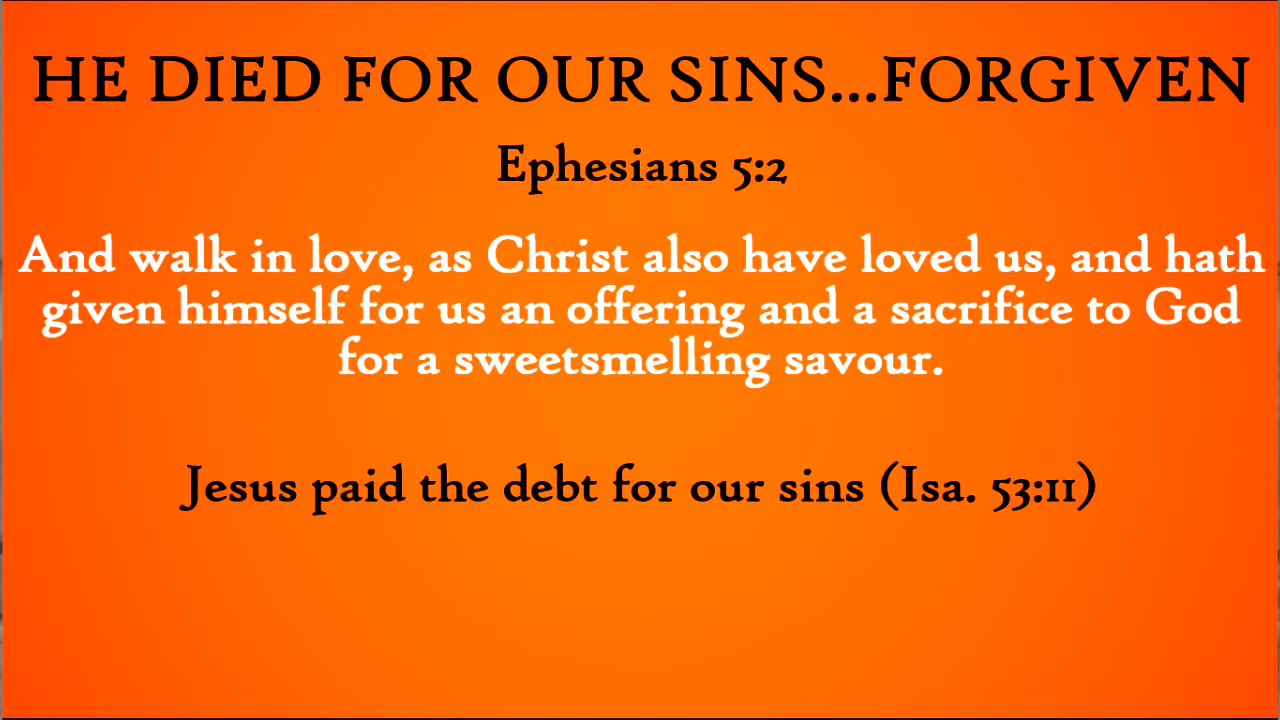 HE DIED FOR OUR SINS...FORGIVEN
Ephesians 5:2
And walk in love, as Christ also have loved us, and hath
given himself for us an offering and a sacrifice to God
for a sweetsmelling savour.
Jesus paid the debt for our sins (Isa. 53:11)